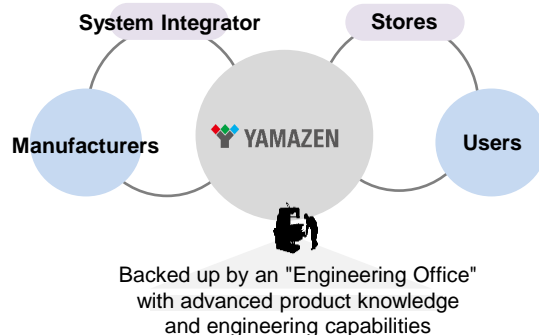 System Integrator
Stores
Manufacturers
YAMAZEN
Users
Backed up by an "Engineering Office"
with advanced product knowledge
and engineering capabilities